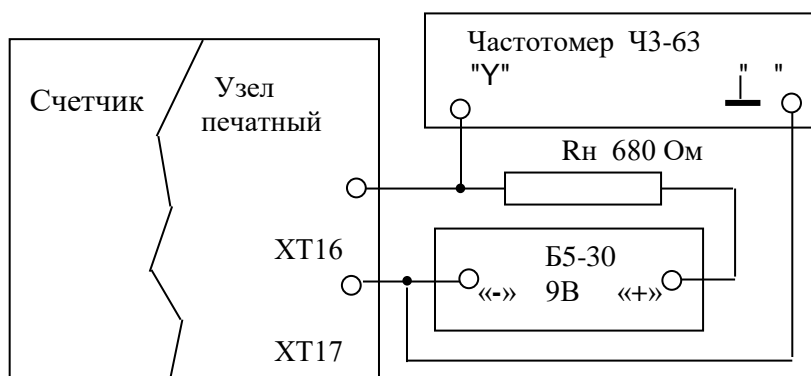 Частотомер Ч3-63
"Y"
" "
Счетчик
Узел
печатный
Rн 680 Ом
XT16
Б5-30
«-» 9В «+»
XT17